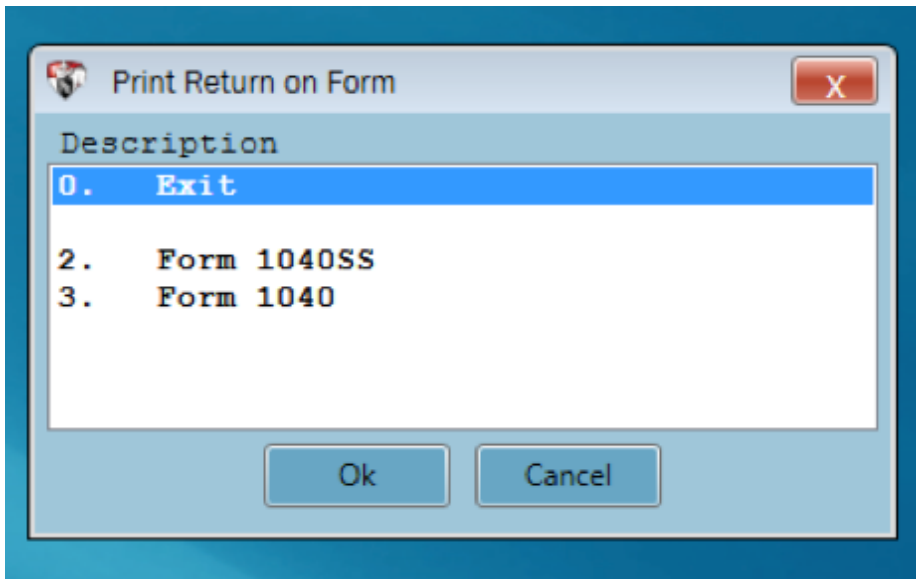 Print Return on Form
X
Description
0. Exit
2. Form 1040SS
3. Form 1040
Ok
Cancel